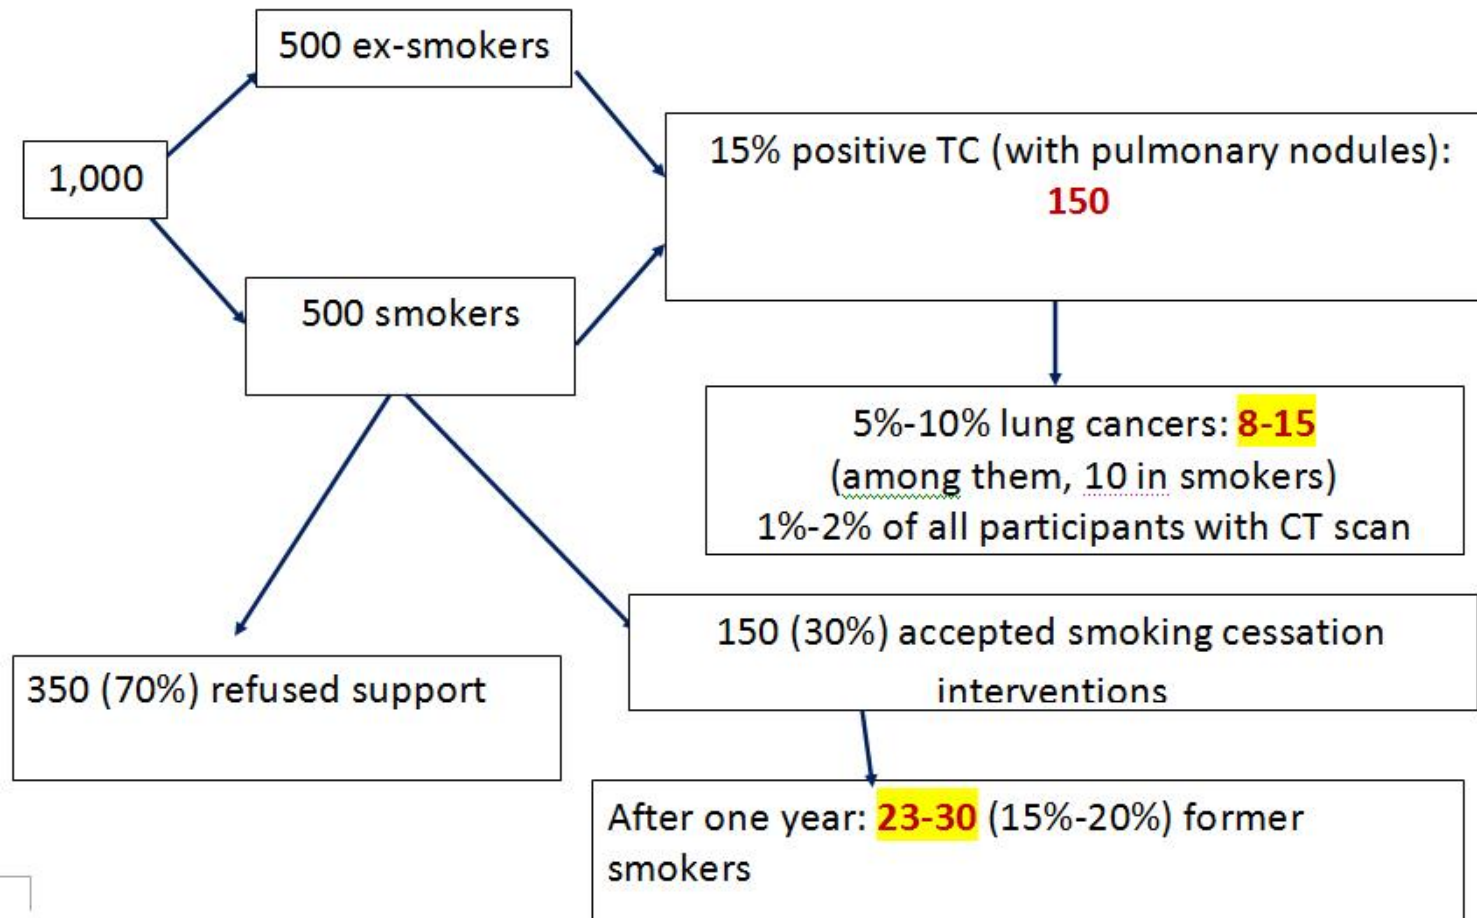 500 ex-smokers
1,000
15% positive TC (with pulmonary nodules):
150
500 smokers
5%-10% lung cancers: 8-15
(among them, 10 in smokers)
1%-2% of all participants with CT scan
150 (30%) accepted smoking cessation
interventions
350 (70%) refused support
After one year: 23-30 (15%-20%) former
smokers